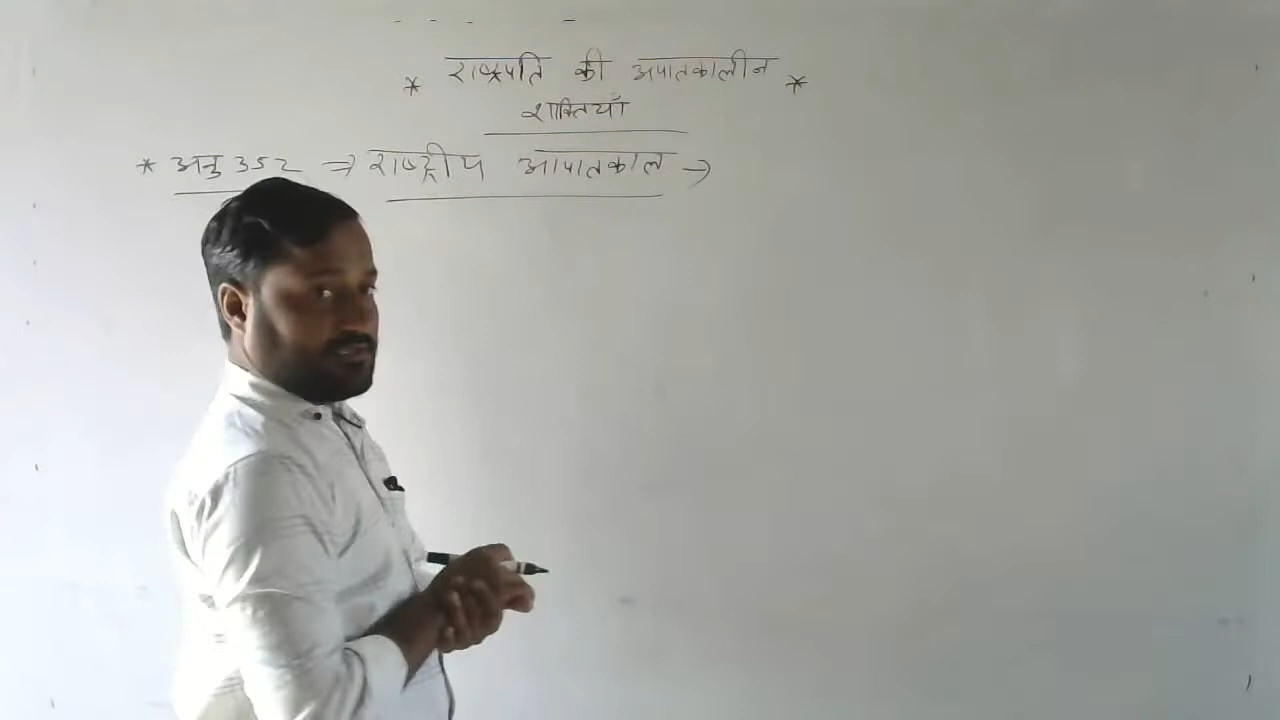 * राष्ट्रपति की अपातकालीन *
शक्तियाँ
* अनु 352 ⇒ राष्ट्रीय आपातकाल →